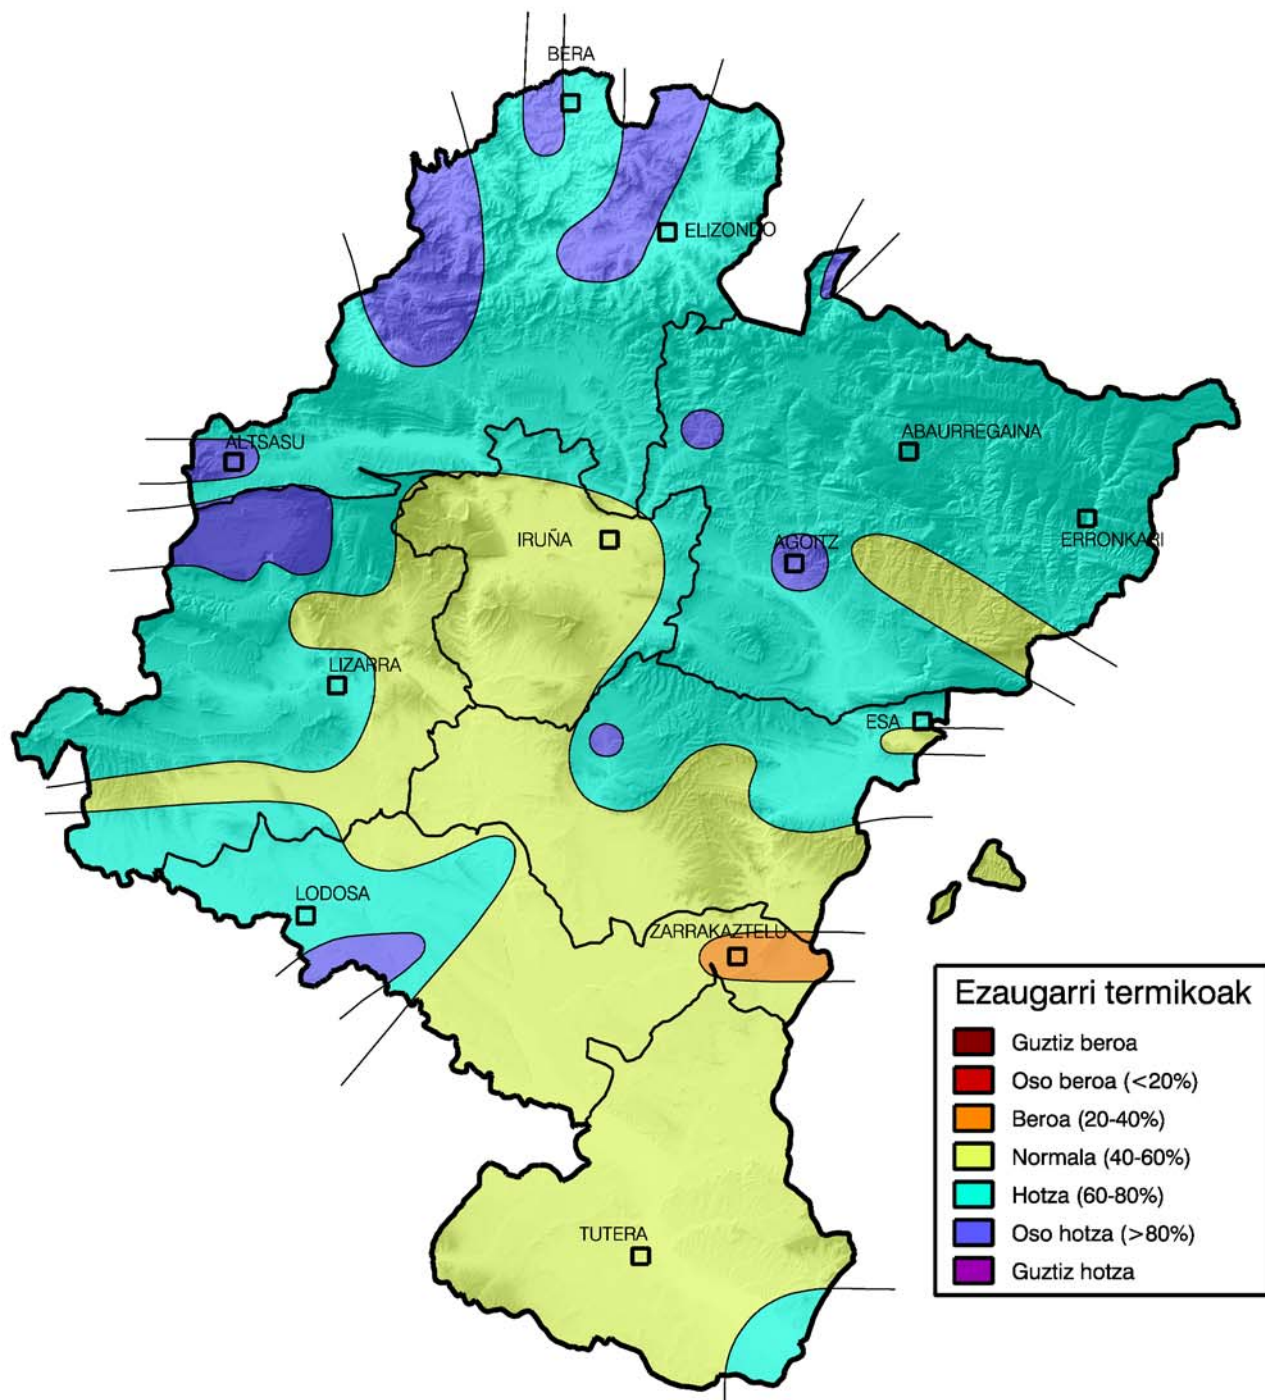 BERA
ELIZONDO
ALTSASU
ABAURREGAINA
IRUÑA
AGOITZ
ERRONKARI
LIZARRA
ESA
LODOSA
ZARRAKAZTELU
TUTERA
Ezaugarri termikoak
Guztiz beroa
Oso beroa (<20%)
Beroa (20-40%)
Normala (40-60%)
Hotza (60-80%)
Oso hotza (>80%)
Guztiz hotza